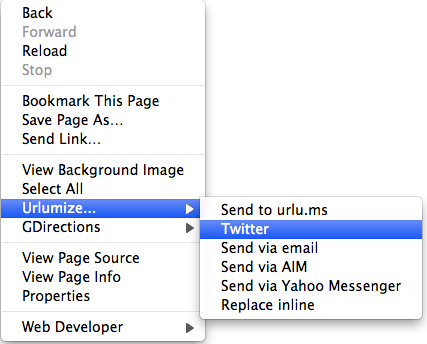 Back
Forward
Reload
Stop
Bookmark This Page
Save Page As...
Send Link...
View Background Image
Select All
Urlumize...
GDirections
View Page Source
View Page Info
Properties
Web Developer
Send to urlu.ms
Twitter
Send via email
Send via AIM
Send via Yahoo Messenger
Replace inline